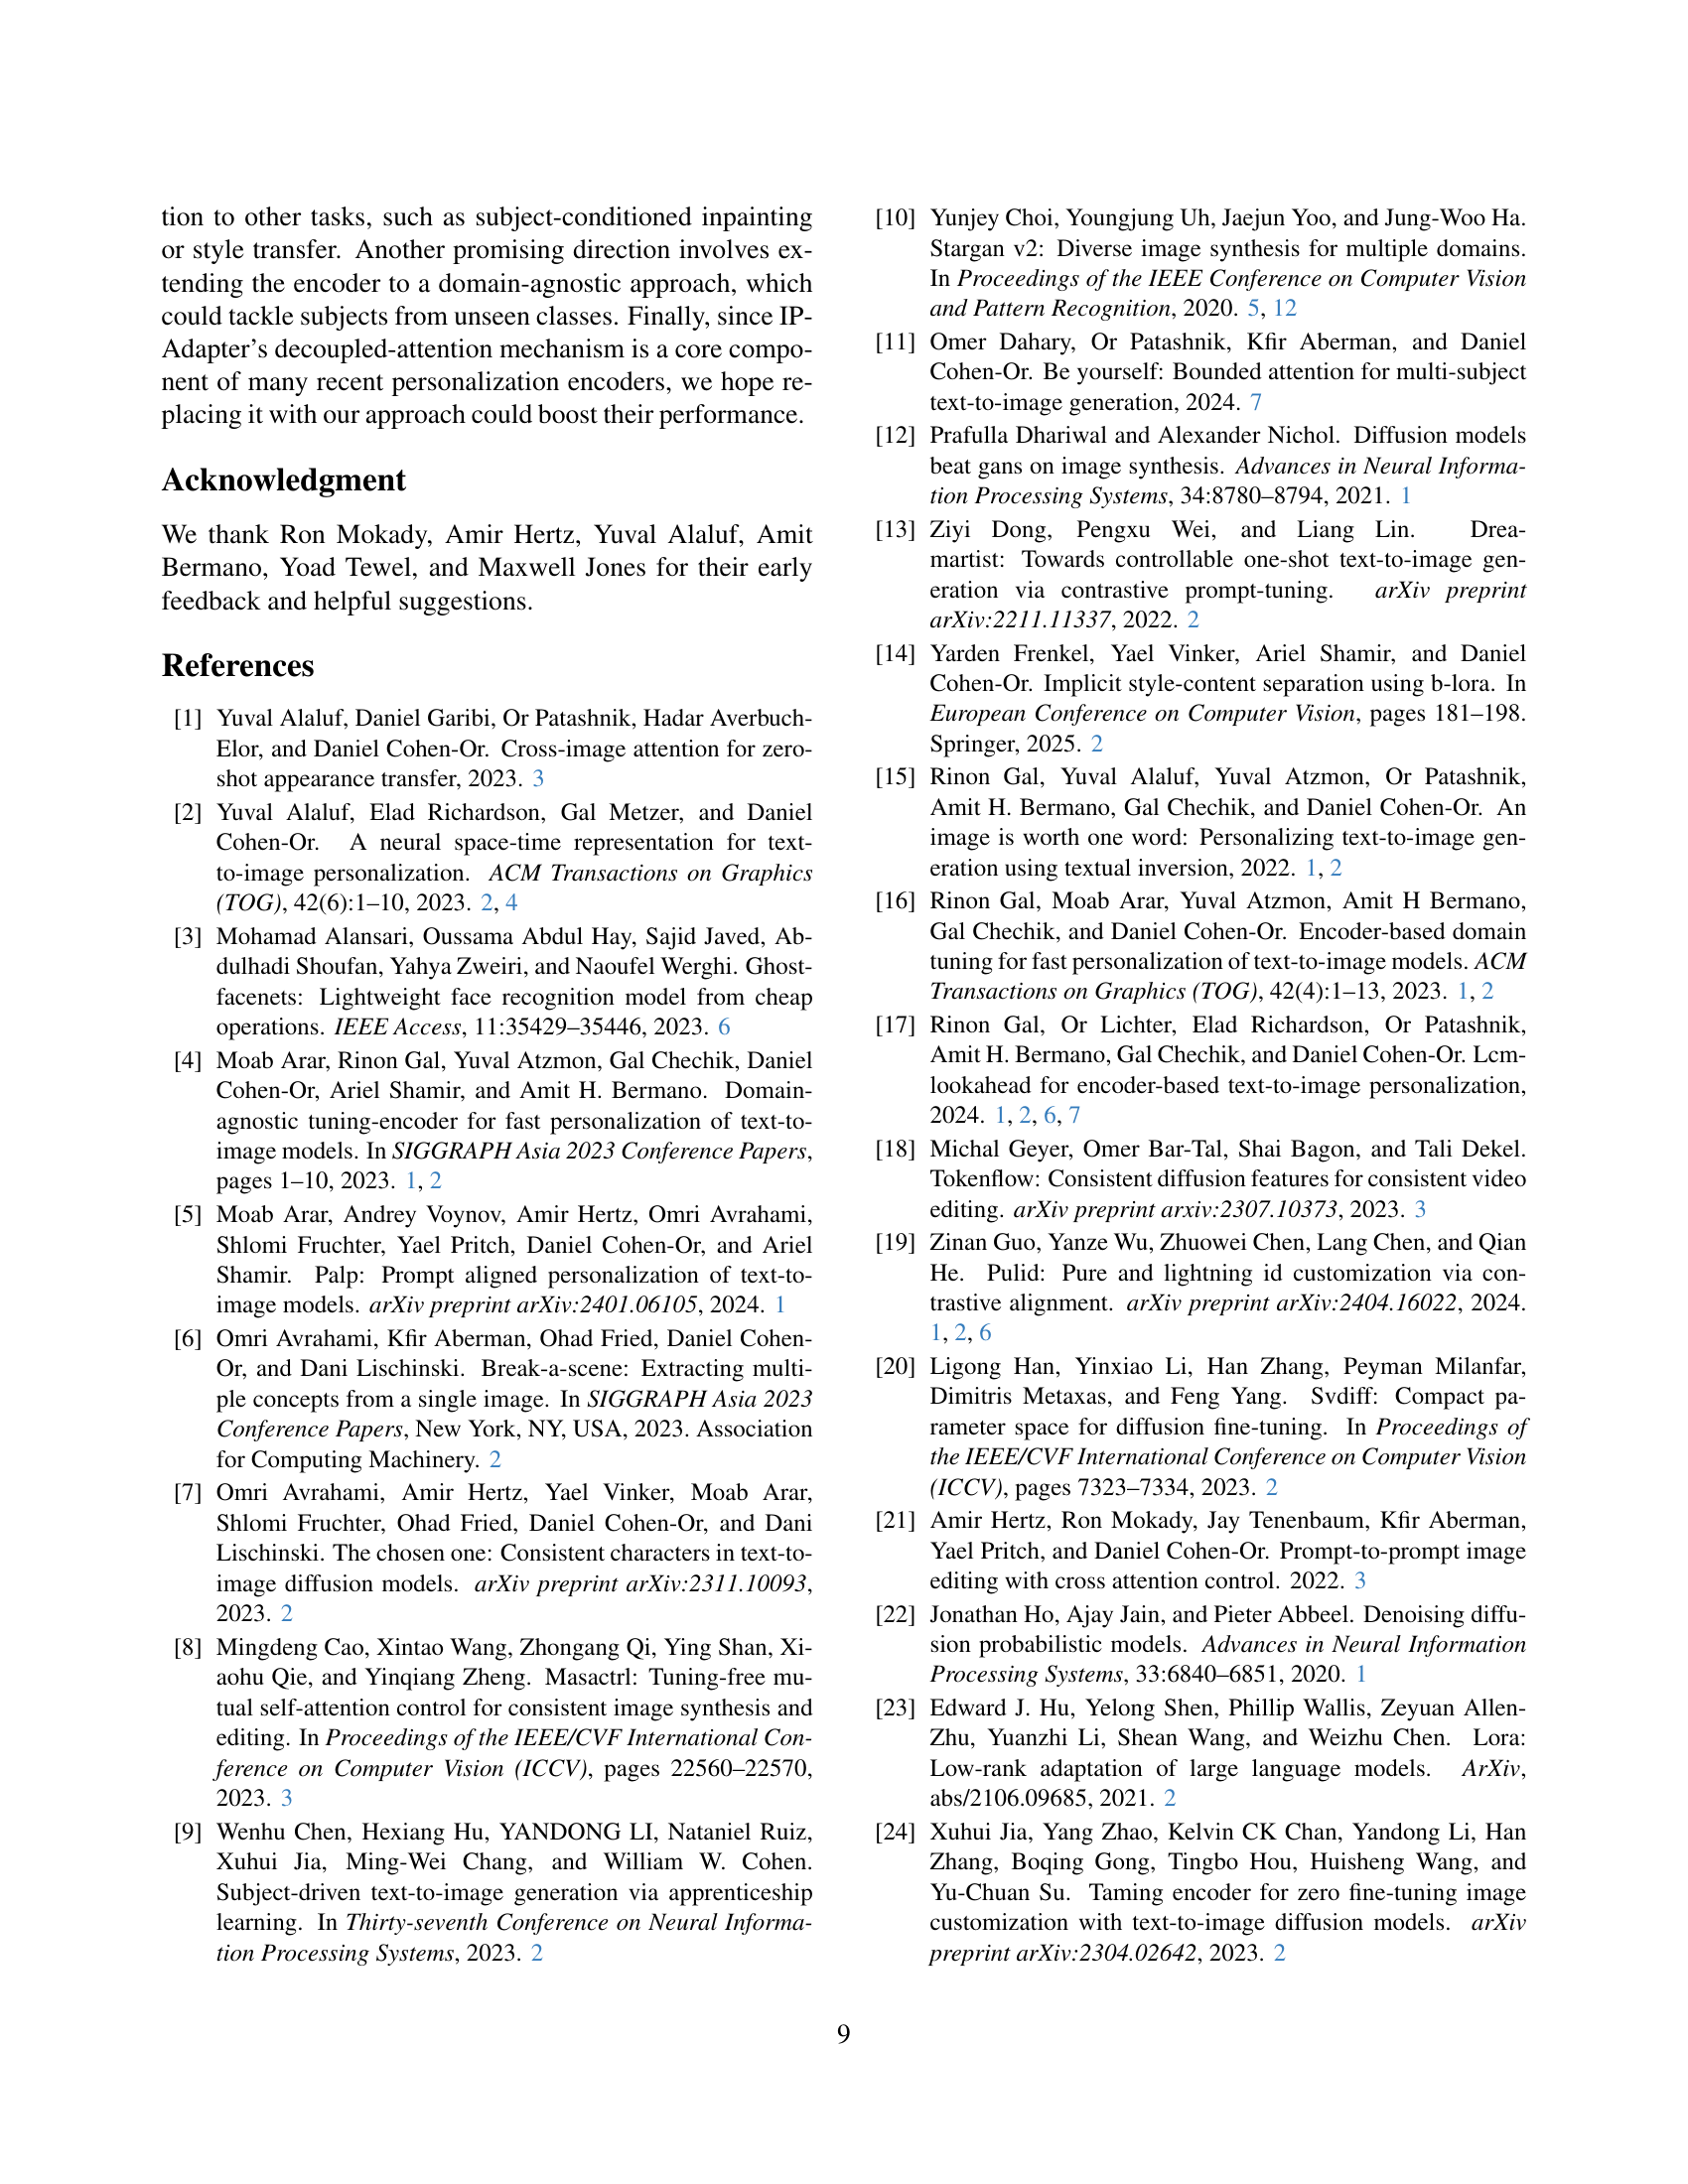 tion to other tasks, such as subject-conditioned inpainting
or style transfer. Another promising direction involves ex-
tending the encoder to a domain-agnostic approach, which
could tackle subjects from unseen classes. Finally, since IP-
Adapter's decoupled-attention mechanism is a core compo-
nent of many recent personalization encoders, we hope re-
placing it with our approach could boost their performance.
Acknowledgment
We thank Ron Mokady, Amir Hertz, Yuval Alaluf, Amit
Bermano, Yoad Tewel, and Maxwell Jones for their early
feedback and helpful suggestions.
References
[1] Yuval Alaluf, Daniel Garibi, Or Patashnik, Hadar Averbuch-
Elor, and Daniel Cohen-Or. Cross-image attention for zero-
shot appearance transfer, 2023. 3
[2] Yuval Alaluf, Elad Richardson, Gal Metzer, and Daniel
Cohen-Or. A neural space-time representation for text-
to-image personalization. ACM Transactions on Graphics
(TOG), 42(6):1–10, 2023. 2, 4
[3] Mohamad Alansari, Oussama Abdul Hay, Sajid Javed, Ab-
dulhadi Shoufan, Yahya Zweiri, and Naoufel Werghi. Ghost-
facenets: Lightweight face recognition model from cheap
operations. IEEE Access, 11:35429–35446, 2023. 6
[4] Moab Arar, Rinon Gal, Yuval Atzmon, Gal Chechik, Daniel
Cohen-Or, Ariel Shamir, and Amit H. Bermano. Domain-
agnostic tuning-encoder for fast personalization of text-to-
image models. In SIGGRAPH Asia 2023 Conference Papers,
pages 1–10, 2023. 1, 2
[5] Moab Arar, Andrey Voynov, Amir Hertz, Omri Avrahami,
Shlomi Fruchter, Yael Pritch, Daniel Cohen-Or, and Ariel
Shamir. Palp: Prompt aligned personalization of text-to-
image models. arXiv preprint arXiv:2401.06105, 2024. 1
[6] Omri Avrahami, Kfir Aberman, Ohad Fried, Daniel Cohen-
Or, and Dani Lischinski. Break-a-scene: Extracting multi-
ple concepts from a single image. In SIGGRAPH Asia 2023
Conference Papers, New York, NY, USA, 2023. Association
for Computing Machinery. 2
[7] Omri Avrahami, Amir Hertz, Yael Vinker, Moab Arar,
Shlomi Fruchter, Ohad Fried, Daniel Cohen-Or, and Dani
Lischinski. The chosen one: Consistent characters in text-to-
image diffusion models. arXiv preprint arXiv:2311.10093,
2023. 2
[8] Mingdeng Cao, Xintao Wang, Zhongang Qi, Ying Shan, Xi-
aohu Qie, and Yinqiang Zheng. Masactrl: Tuning-free mu-
tual self-attention control for consistent image synthesis and
editing. In Proceedings of the IEEE/CVF International Con-
ference on Computer Vision (ICCV), pages 22560–22570,
2023. 3
[9] Wenhu Chen, Hexiang Hu, YANDONG LI, Nataniel Ruiz,
Xuhui Jia, Ming-Wei Chang, and William W. Cohen.
Subject-driven text-to-image generation via apprenticeship
learning. In Thirty-seventh Conference on Neural Informa-
tion Processing Systems, 2023. 2
[10] Yunjey Choi, Youngjung Uh, Jaejun Yoo, and Jung-Woo Ha.
Stargan v2: Diverse image synthesis for multiple domains.
In Proceedings of the IEEE Conference on Computer Vision
and Pattern Recognition, 2020. 5, 12
[11] Omer Dahary, Or Patashnik, Kfir Aberman, and Daniel
Cohen-Or. Be yourself: Bounded attention for multi-subject
text-to-image generation, 2024. 7
[12] Prafulla Dhariwal and Alexander Nichol. Diffusion models
beat gans on image synthesis. Advances in Neural Informa-
tion Processing Systems, 34:8780–8794, 2021. 1
[13] Ziyi Dong, Pengxu Wei, and Liang Lin. Drea-
martist: Towards controllable one-shot text-to-image gen-
eration via contrastive prompt-tuning. arXiv preprint
arXiv:2211.11337, 2022. 2
[14] Yarden Frenkel, Yael Vinker, Ariel Shamir, and Daniel
Cohen-Or. Implicit style-content separation using b-lora. In
European Conference on Computer Vision, pages 181–198.
Springer, 2025. 2
[15] Rinon Gal, Yuval Alaluf, Yuval Atzmon, Or Patashnik,
Amit H. Bermano, Gal Chechik, and Daniel Cohen-Or. An
image is worth one word: Personalizing text-to-image gen-
eration using textual inversion, 2022. 1, 2
[16] Rinon Gal, Moab Arar, Yuval Atzmon, Amit H Bermano,
Gal Chechik, and Daniel Cohen-Or. Encoder-based domain
tuning for fast personalization of text-to-image models. ACM
Transactions on Graphics (TOG), 42(4):1–13, 2023. 1, 2
[17] Rinon Gal, Or Lichter, Elad Richardson, Or Patashnik,
Amit H. Bermano, Gal Chechik, and Daniel Cohen-Or. Lcm-
lookahead for encoder-based text-to-image personalization,
2024. 1, 2, 6, 7
[18] Michal Geyer, Omer Bar-Tal, Shai Bagon, and Tali Dekel.
Tokenflow: Consistent diffusion features for consistent video
editing. arXiv preprint arxiv:2307.10373, 2023. 3
[19] Zinan Guo, Yanze Wu, Zhuowei Chen, Lang Chen, and Qian
He. Pulid: Pure and lightning id customization via con-
trastive alignment. arXiv preprint arXiv:2404.16022, 2024.
1, 2, 6
[20] Ligong Han, Yinxiao Li, Han Zhang, Peyman Milanfar,
Dimitris Metaxas, and Feng Yang. Svdiff: Compact pa-
rameter space for diffusion fine-tuning. In Proceedings of
the IEEE/CVF International Conference on Computer Vision
(ICCV), pages 7323–7334, 2023. 2
[21] Amir Hertz, Ron Mokady, Jay Tenenbaum, Kfir Aberman,
Yael Pritch, and Daniel Cohen-Or. Prompt-to-prompt image
editing with cross attention control. 2022. 3
[22] Jonathan Ho, Ajay Jain, and Pieter Abbeel. Denoising diffu-
sion probabilistic models. Advances in Neural Information
Processing Systems, 33:6840–6851, 2020. 1
[23] Edward J. Hu, Yelong Shen, Phillip Wallis, Zeyuan Allen-
Zhu, Yuanzhi Li, Shean Wang, and Weizhu Chen. Lora:
Low-rank adaptation of large language models. ArXiv,
abs/2106.09685, 2021. 2
[24] Xuhui Jia, Yang Zhao, Kelvin CK Chan, Yandong Li, Han
Zhang, Boqing Gong, Tingbo Hou, Huisheng Wang, and
Yu-Chuan Su. Taming encoder for zero fine-tuning image
customization with text-to-image diffusion models. arXiv
preprint arXiv:2304.02642, 2023. 2
9